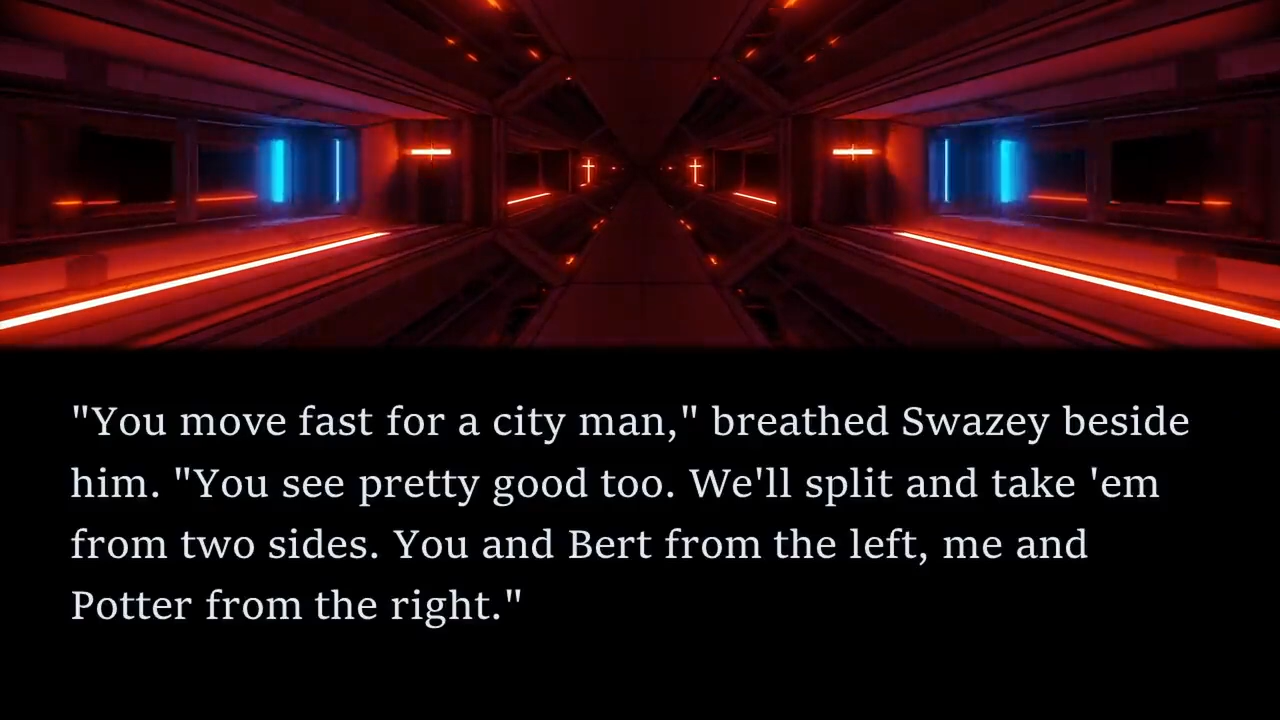 "You move fast for a city man," breathed Swazey beside
him. "You see pretty good too. We'll split and take 'em
from two sides. You and Bert from the left, me and
Potter from the right."